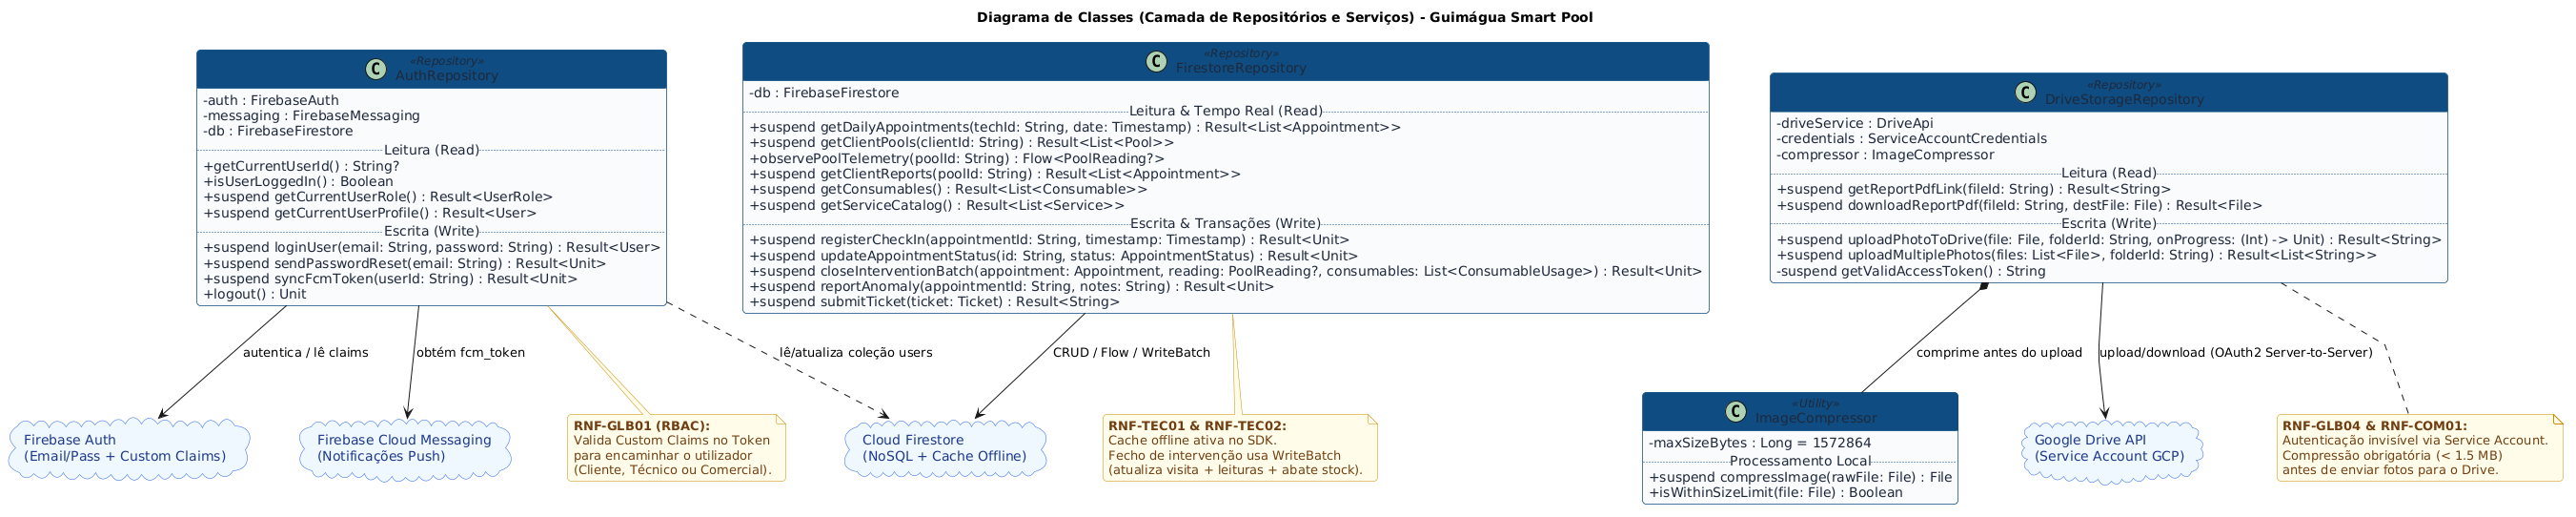 Diagrama de Classes (Camada de Repositórios e Serviços) - Guimágua Smart Pool
«Repository»
C AuthRepository
-auth : FirebaseAuth
-messaging : FirebaseMessaging
-db : FirebaseFirestore
Leitura (Read)
+getCurrentUserId() : String?
+isUserLoggedIn() : Boolean
+suspend getCurrentUserRole() : Result<UserRole>
+suspend getCurrentUserProfile() : Result<User>
Escrita (Write)
+suspend loginUser(email: String, password: String) : Result<User>
+suspend sendPasswordReset(email: String) : Result<Unit>
+suspend syncFcmToken(userId: String) : Result<Unit>
+logout() : Unit
«Repository»
C FirestoreRepository
-db : FirebaseFirestore
Leitura & Tempo Real (Read)
+suspend getDailyAppointments(techId: String, date: Timestamp) : Result<List<Appointment>>
+suspend getClientPools(clientId: String) : Result<List<Pool>>
+observePoolTelemetry(poolId: String) : Flow<PoolReading?>
+suspend getClientReports(poolId: String) : Result<List<Appointment>>
+suspend getConsumables() : Result<List<Consumable>>
+suspend getServiceCatalog() : Result<List<Service>>
Escrita & Transações (Write)
+suspend registerCheckIn(appointmentId: String, timestamp: Timestamp) : Result<Unit>
+suspend updateAppointmentStatus(id: String, status: AppointmentStatus) : Result<Unit>
+suspend closeInterventionBatch(appointment: Appointment, reading: PoolReading?, consumables: List<ConsumableUsage>) : Result<Unit>
+suspend reportAnomaly(appointmentId: String, notes: String) : Result<Unit>
+suspend submitTicket(ticket: Ticket) : Result<String>
«Repository»
C DriveStorageRepository
-driveService : DriveApi
-credentials : ServiceAccountCredentials
-compressor : ImageCompressor
Leitura (Read)
+suspend getReportPdfLink(fileId: String) : Result<String>
+suspend downloadReportPdf(fileId: String, destFile: File) : Result<File>
Escrita (Write)
+suspend uploadPhotoToDrive(file: File, folderId: String, onProgress: (Int) -> Unit) : Result<String>
+suspend uploadMultiplePhotos(files: List<File>, folderId: String) : Result<List<String>>
-suspend getValidAccessToken() : String
autentica / lê claims
obtém fcm_token
lê/atualiza coleção users
CRUD / Flow / WriteBatch
comprime antes do upload
upload/download (OAuth2 Server-to-Server)
Firebase Auth
(Email/Pass + Custom Claims)
Firebase Cloud Messaging
(Notificações Push)
RNF-GLB01 (RBAC):
Valida Custom Claims no Token
para encaminhar o utilizador
(Cliente, Técnico ou Comercial).
Cloud Firestore
(NoSQL + Cache Offline)
RNF-TEC01 & RNF-TEC02:
Cache offline ativa no SDK.
Fecho de intervenção usa WriteBatch
(atualiza visita + leituras + abate stock).
«Utility»
C ImageCompressor
-maxSizeBytes : Long = 1572864
Processamento Local
+suspend compressImage(rawFile: File) : File
+isWithinSizeLimit(file: File) : Boolean
Google Drive API
(Service Account GCP)
RNF-GLB04 & RNF-COM01:
Autenticação invisível via Service Account.
Compressão obrigatória (< 1.5 MB)
antes de enviar fotos para o Drive.